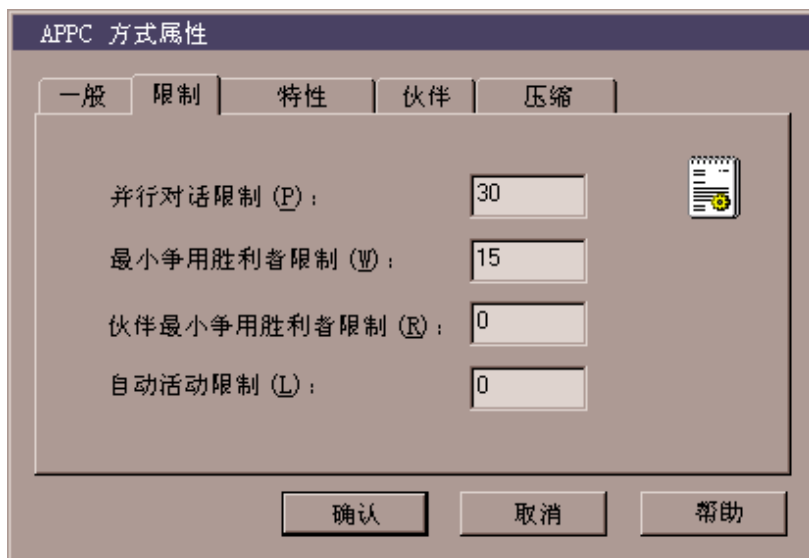 APPC 方式属性
一般 限制 特性 伙伴 压缩
并行对话限制 (P): 30
最小争用胜利者限制 (W): 15
伙伴最小争用胜利者限制 (R): 0
自动活动限制 (L): 0
确认 取消 帮助